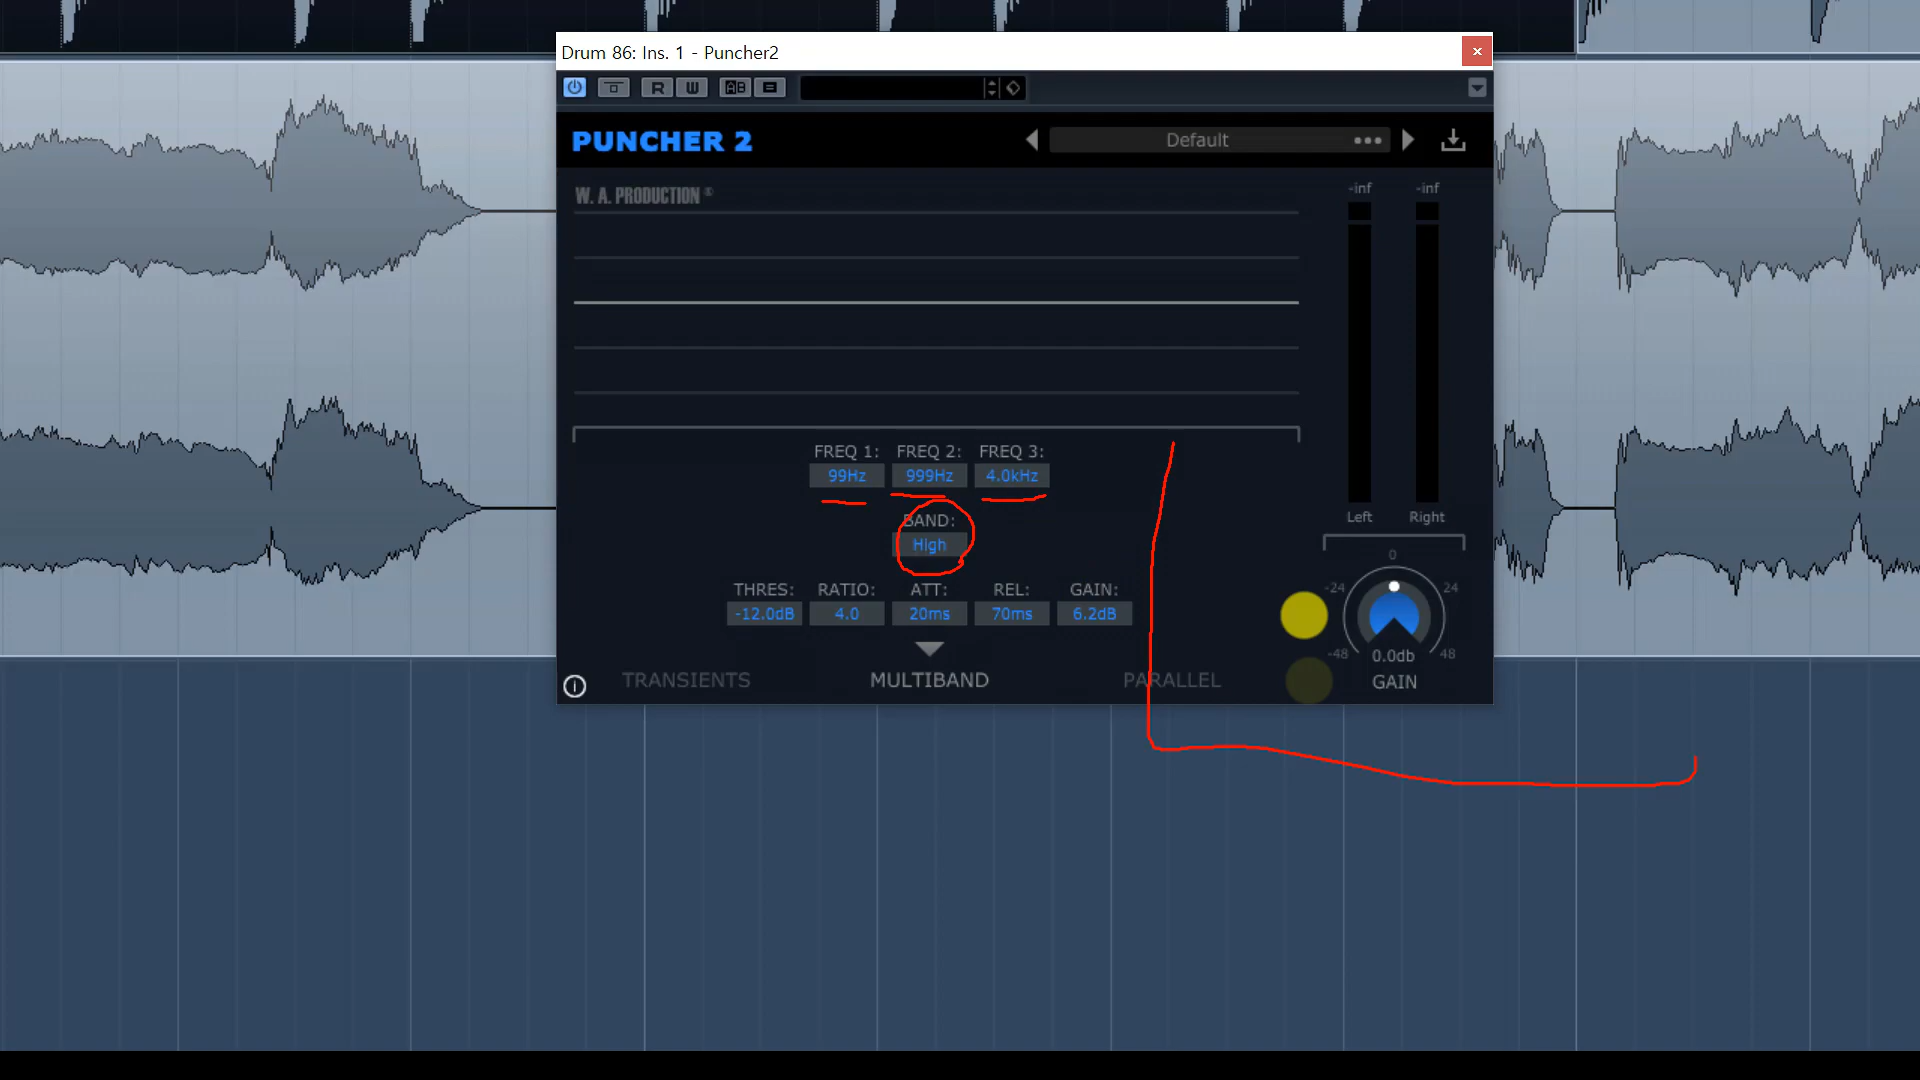 Drum 86: Ins. 1 - Puncher2
R W AB
PUNCHER 2
Default
W. A. PRODUCTION ®
-inf -inf
FREQ 1: FREQ 2: FREQ 3:
99Hz 999Hz 4.0kHz
Left Right
BAND:
High
0
-24 24
THRES: RATIO: ATT: REL: GAIN:
-12.0dB 4.0 20ms 70ms 6.2dB
-48 0.0db 48
TRANSIENTS MULTIBAND PARALLEL GAIN